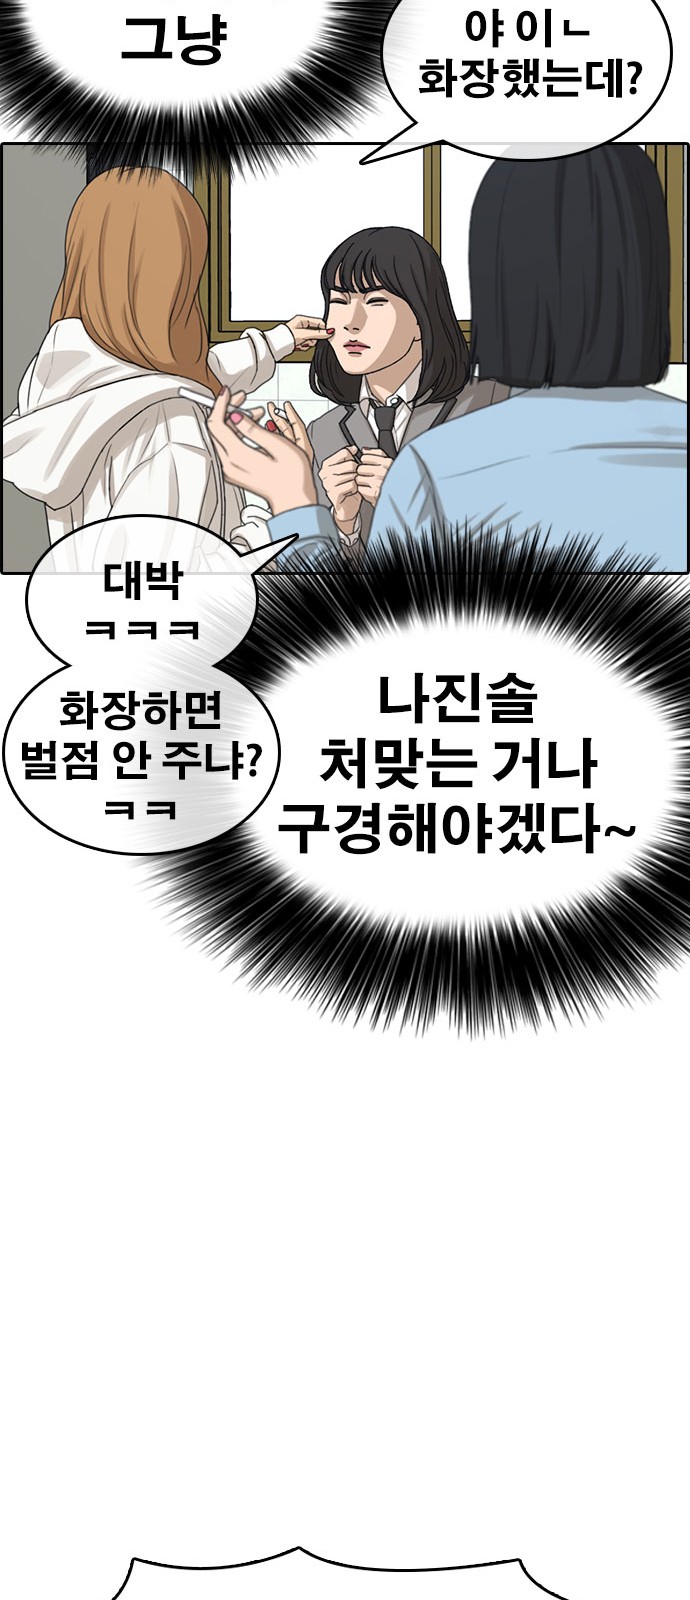 그냥
야 이ㄴ
화장했는데?
대박
ㅋㅋㅋ
화장하면
벌점 안 주냐?
ㅋㅋ
나진솔
처맞는 거나
구경해야겠다~